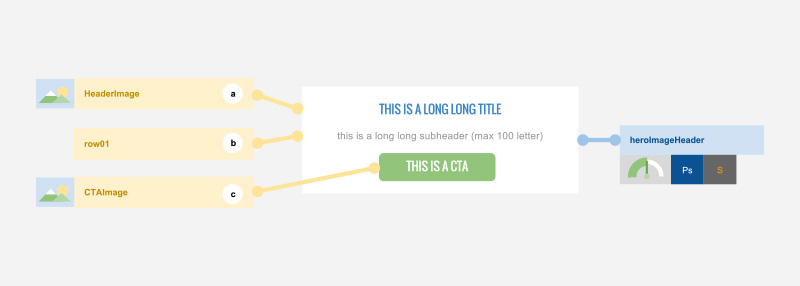 HeaderImage
a
row01
b
CTAImage
c
THIS IS A LONG LONG TITLE
this is a long long subheader (max 100 letter)
THIS IS A CTA
heroImageHeader
Ps
S